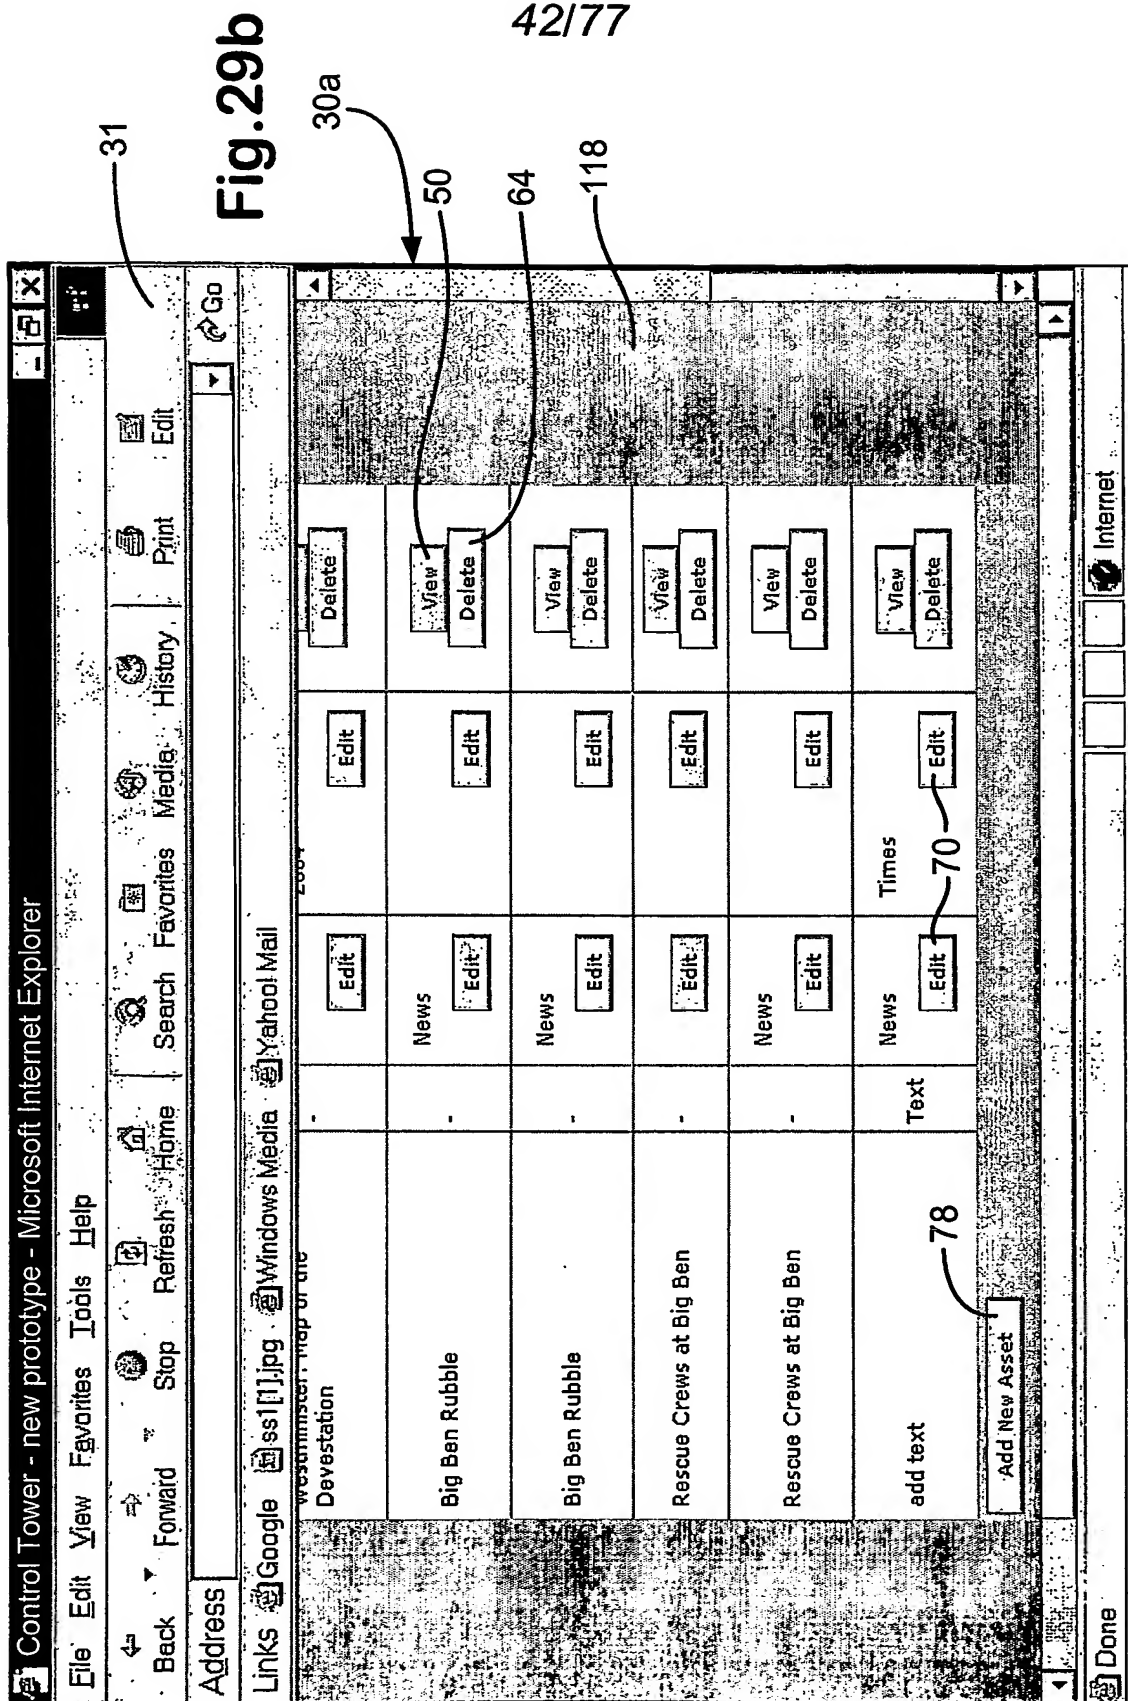 42/77
Fig.29b
Control Tower - new prototype - Microsoft Internet Explorer
File Edit View Favorites Tools Help
31
Back Forward Stop Refresh Home Search Favorites Media History Print Edit
Address Go
Links Google ss1[1].jpg Windows Media Yahoo! Mail
30a
westminister: map of the
Devestation - Edit 2004 Edit Delete
50
Big Ben Rubble - News Edit Edit View Delete
64
Big Ben Rubble - News Edit Edit View Delete
118
Rescue Crews at Big Ben - Edit Edit View Delete
Rescue Crews at Big Ben - News Edit Edit View Delete
add text Text News Edit Times Edit View Delete
70
78
Add New Asset
Done Internet